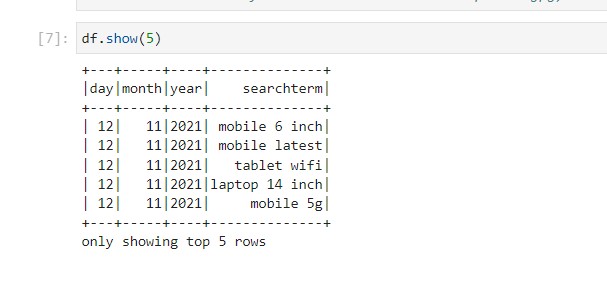 [7]: df.show(5)
+---+-----+----+--------------+
|day|month|year|    searchterm|
+---+-----+----+--------------+
| 12|   11|2021| mobile 6 inch|
| 12|   11|2021| mobile latest|
| 12|   11|2021|   tablet wifi|
| 12|   11|2021|laptop 14 inch|
| 12|   11|2021|     mobile 5g|
+---+-----+----+--------------+
only showing top 5 rows